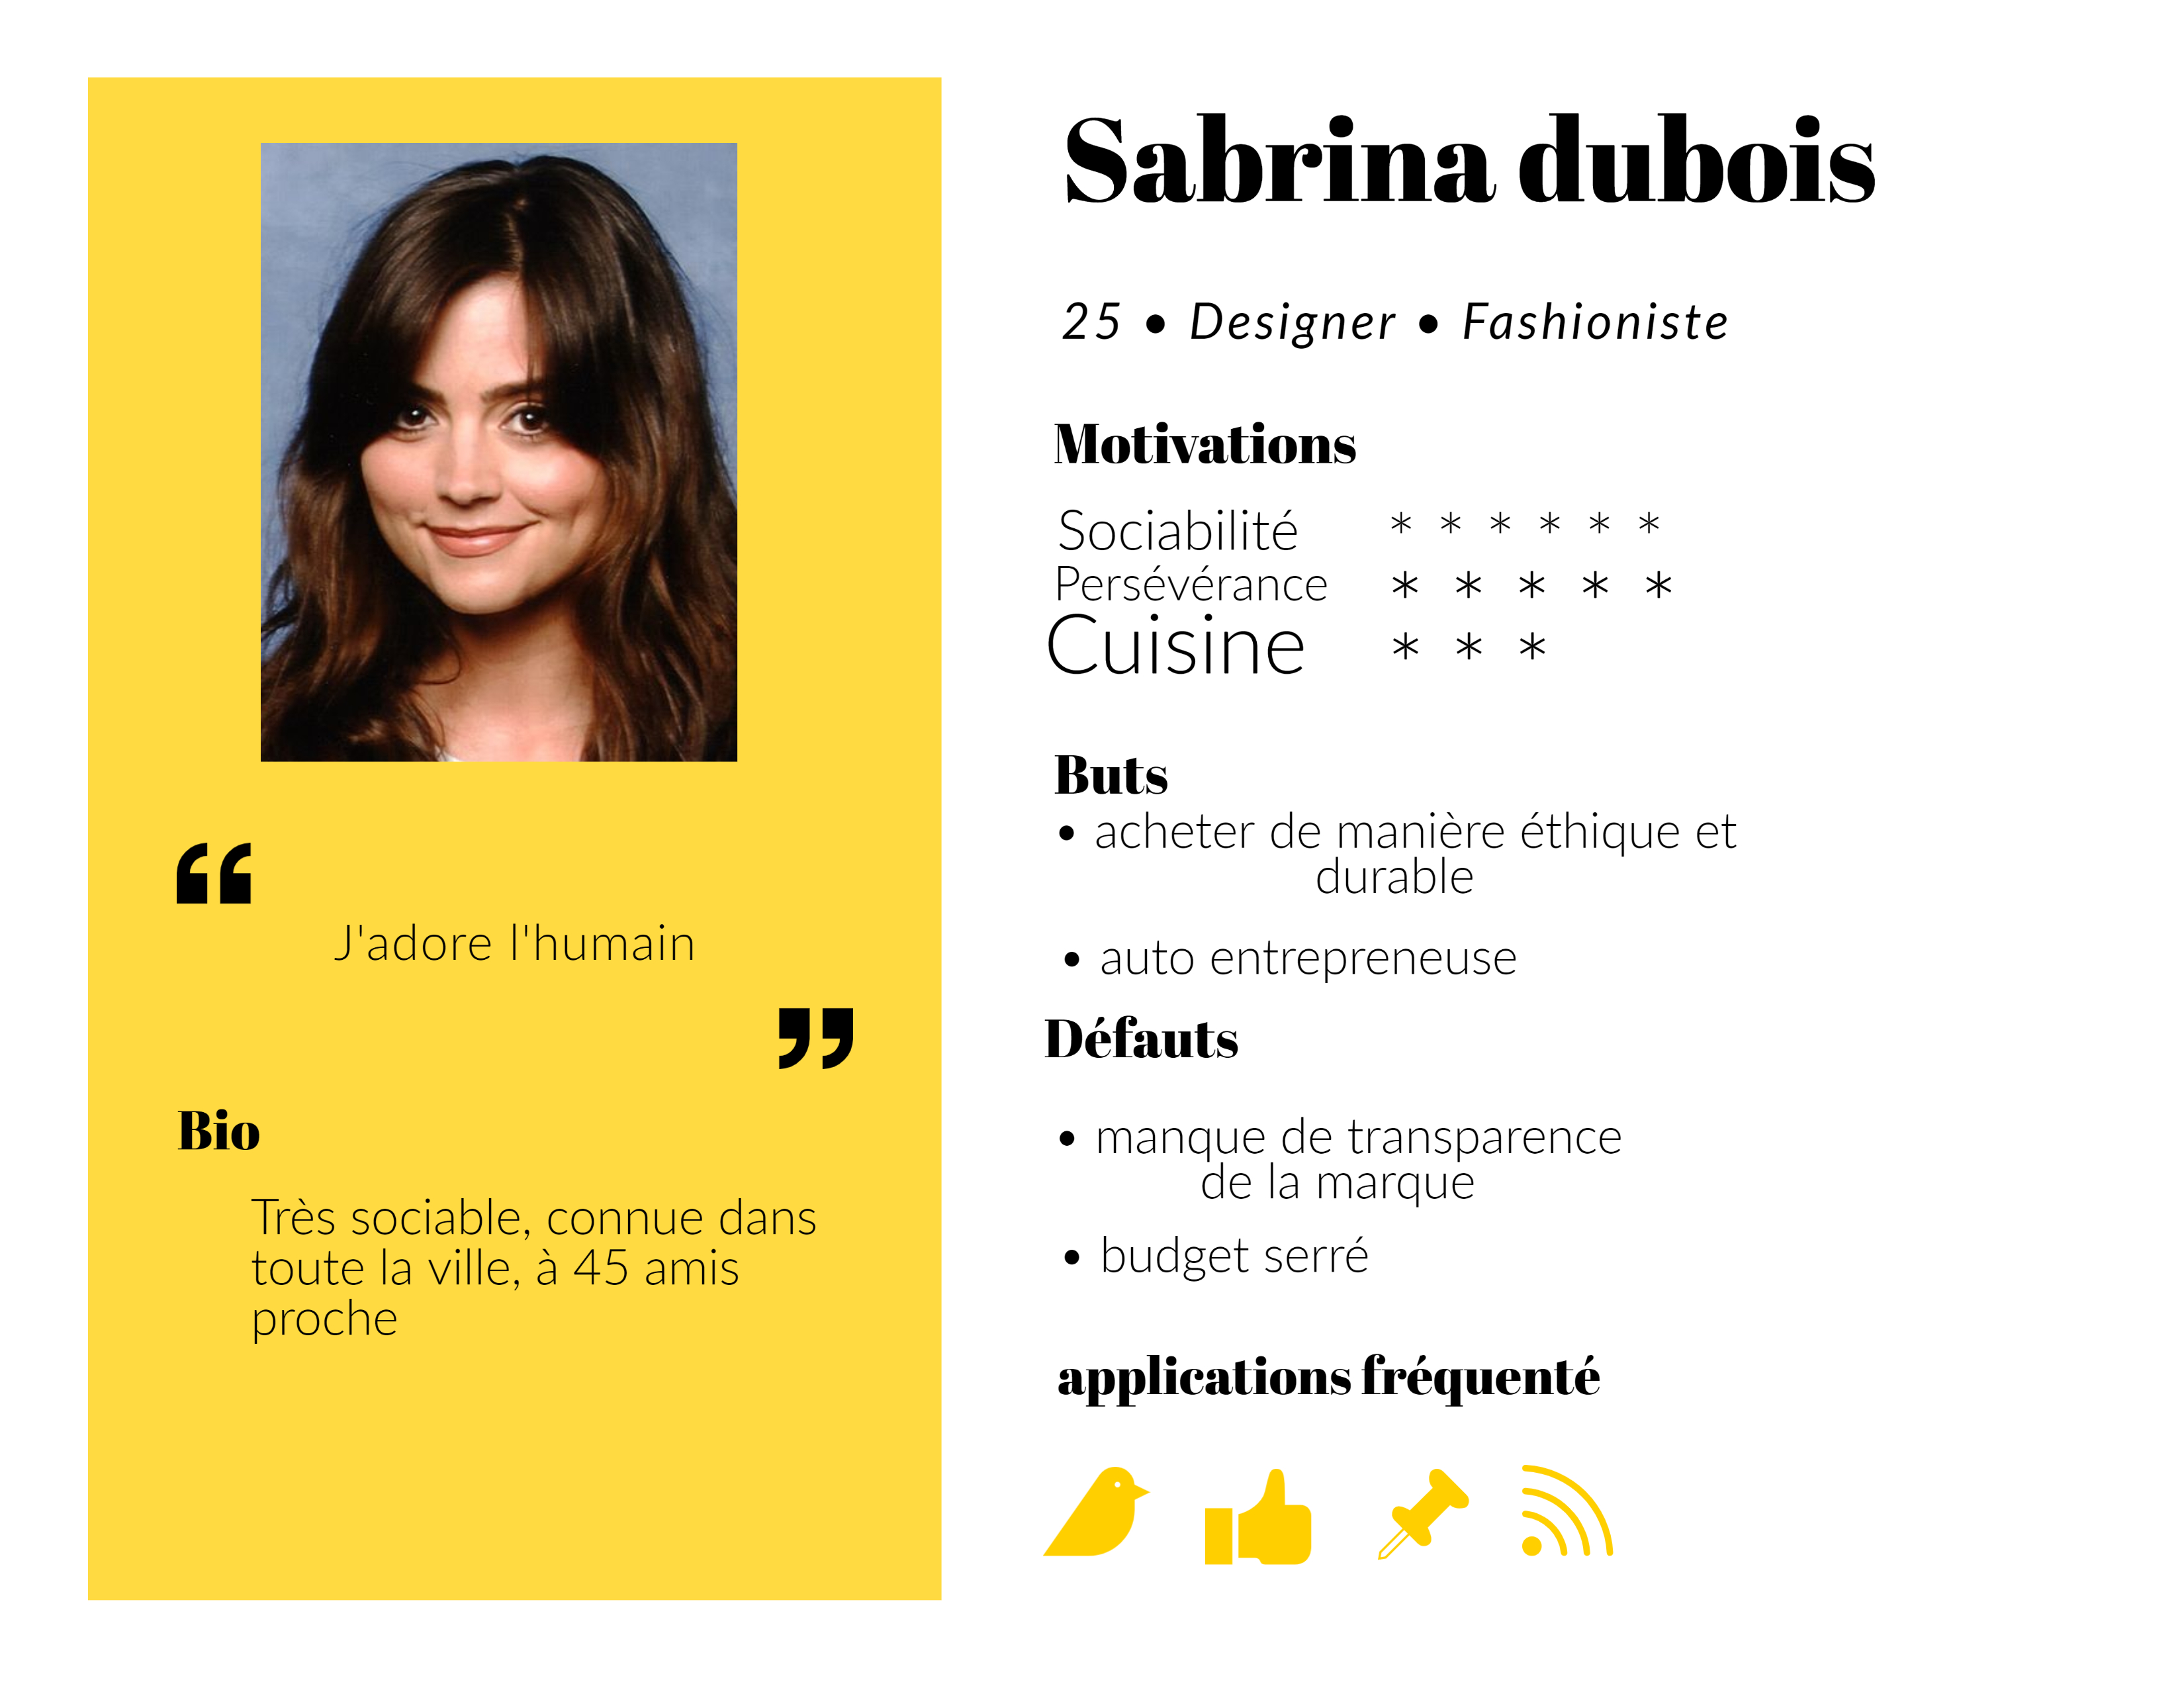 “
J'adore l'humain
”
Bio
Très sociable, connue dans
toute la ville, à 45 amis
proche
Sabrina dubois
25 • Designer • Fashioniste
Motivations
Sociabilité * * * * * *
Persévérance * * * * *
Cuisine * * *
Buts
• acheter de manière éthique et
durable
• auto entrepreneuse
Défauts
• manque de transparence
de la marque
• budget serré
applications fréquenté